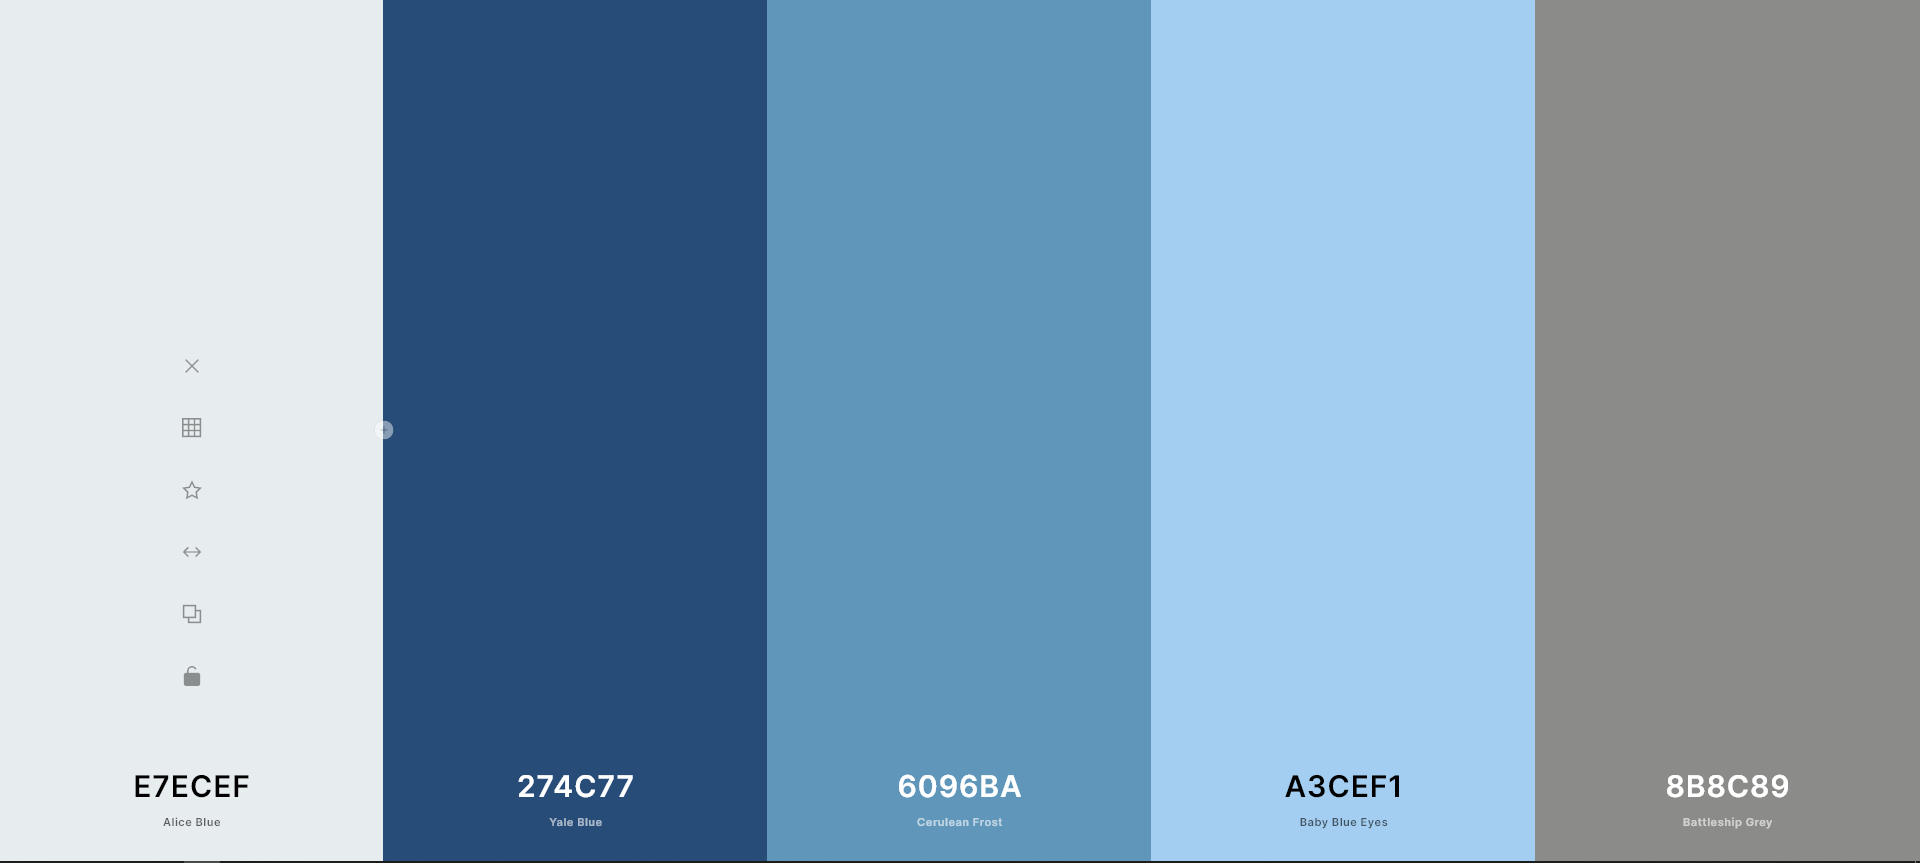 E7ECEF
Alice Blue
274C77
Yale Blue
6096BA
Cerulean Frost
A3CEF1
Baby Blue Eyes
8B8C89
Battleship Grey